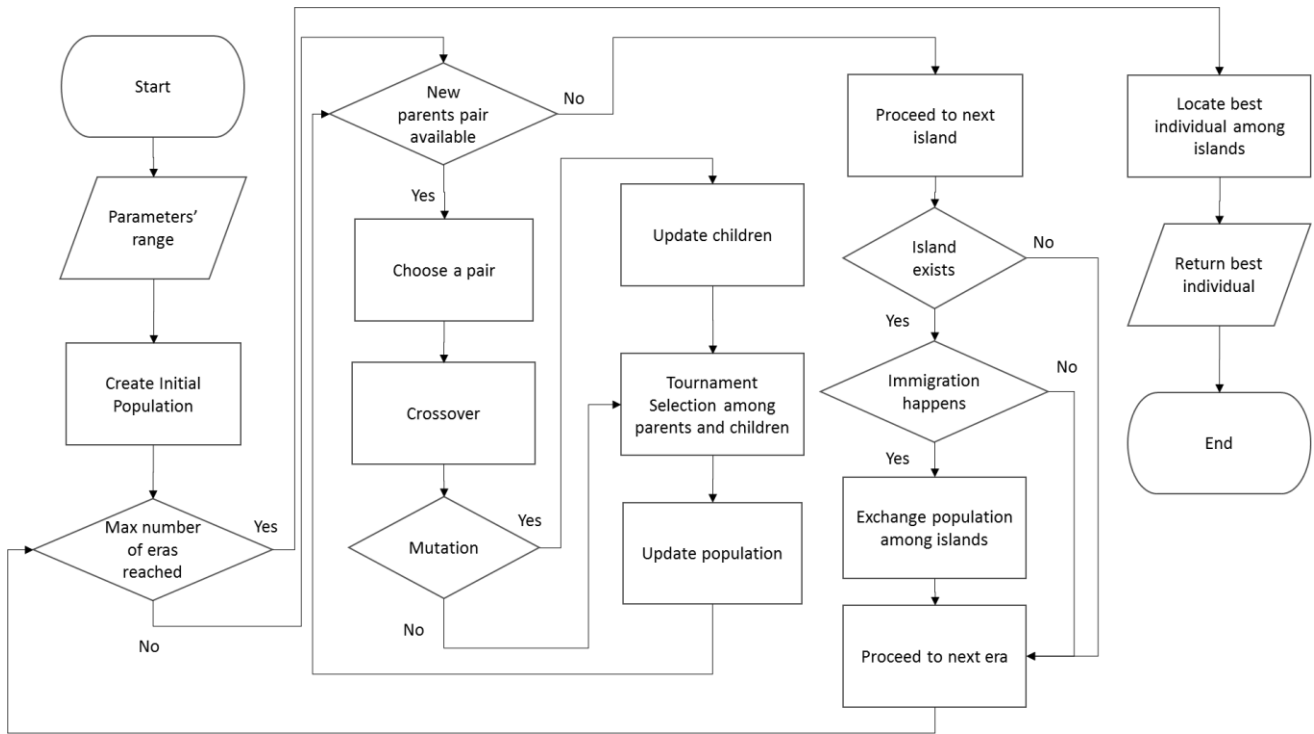 Start
Parameters’
range
Create Initial
Population
Max number
of eras
reached
Yes
No
New
parents pair
available
No
Yes
Choose a pair
Crossover
Mutation
Yes
No
Update children
Tournament
Selection among
parents and children
Update population
Proceed to next
island
Island
exists
No
Yes
Immigration
happens
No
Yes
Exchange population
among islands
Proceed to next era
Locate best
individual among
islands
Return best
individual
End